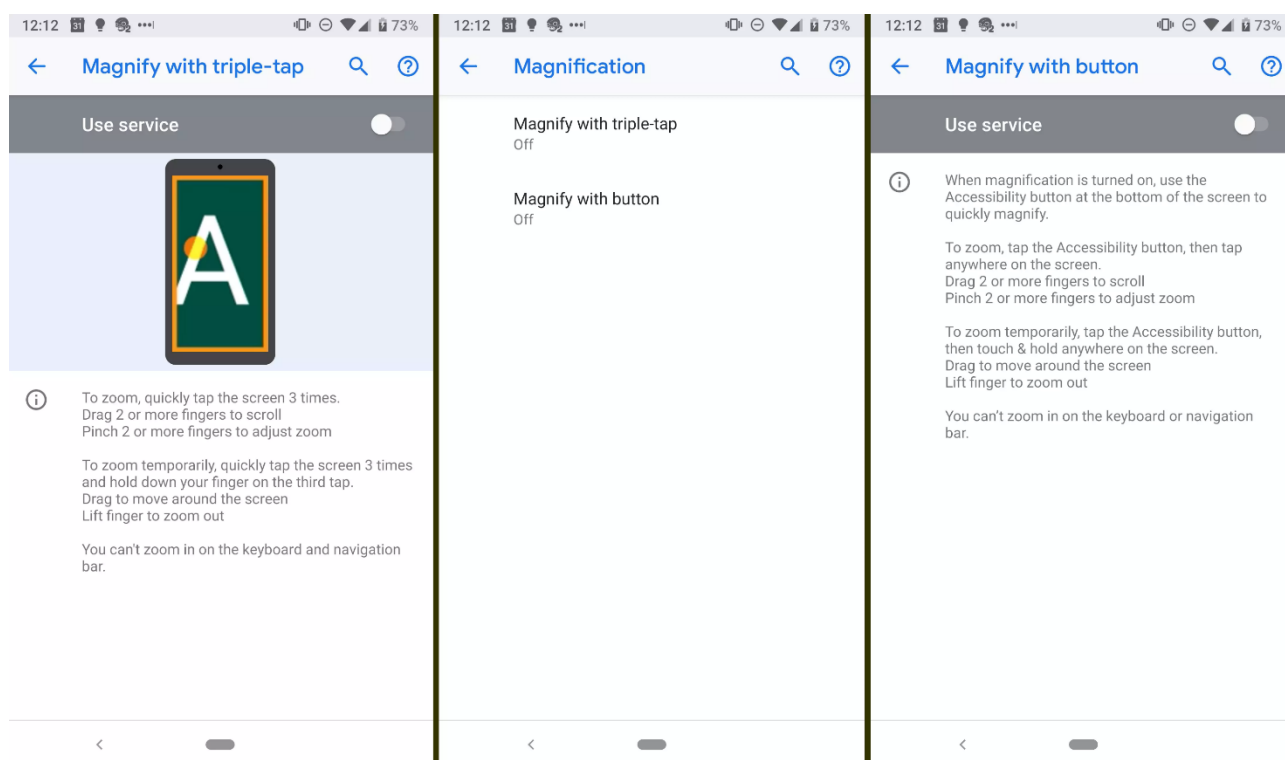 12:12 31 73%
Magnify with triple-tap
Use service
A
To zoom, quickly tap the screen 3 times.
Drag 2 or more fingers to scroll
Pinch 2 or more fingers to adjust zoom
To zoom temporarily, quickly tap the screen 3 times
and hold down your finger on the third tap.
Drag to move around the screen
Lift finger to zoom out
You can't zoom in on the keyboard and navigation
bar.
12:12 31 73%
Magnification
Magnify with triple-tap
Off
Magnify with button
Off
12:12 31 73%
Magnify with button
Use service
When magnification is turned on, use the
Accessibility button at the bottom of the screen to
quickly magnify.
To zoom, tap the Accessibility button, then tap
anywhere on the screen.
Drag 2 or more fingers to scroll
Pinch 2 or more fingers to adjust zoom
To zoom temporarily, tap the Accessibility button,
then touch & hold anywhere on the screen.
Drag to move around the screen
Lift finger to zoom out
You can't zoom in on the keyboard or navigation
bar.